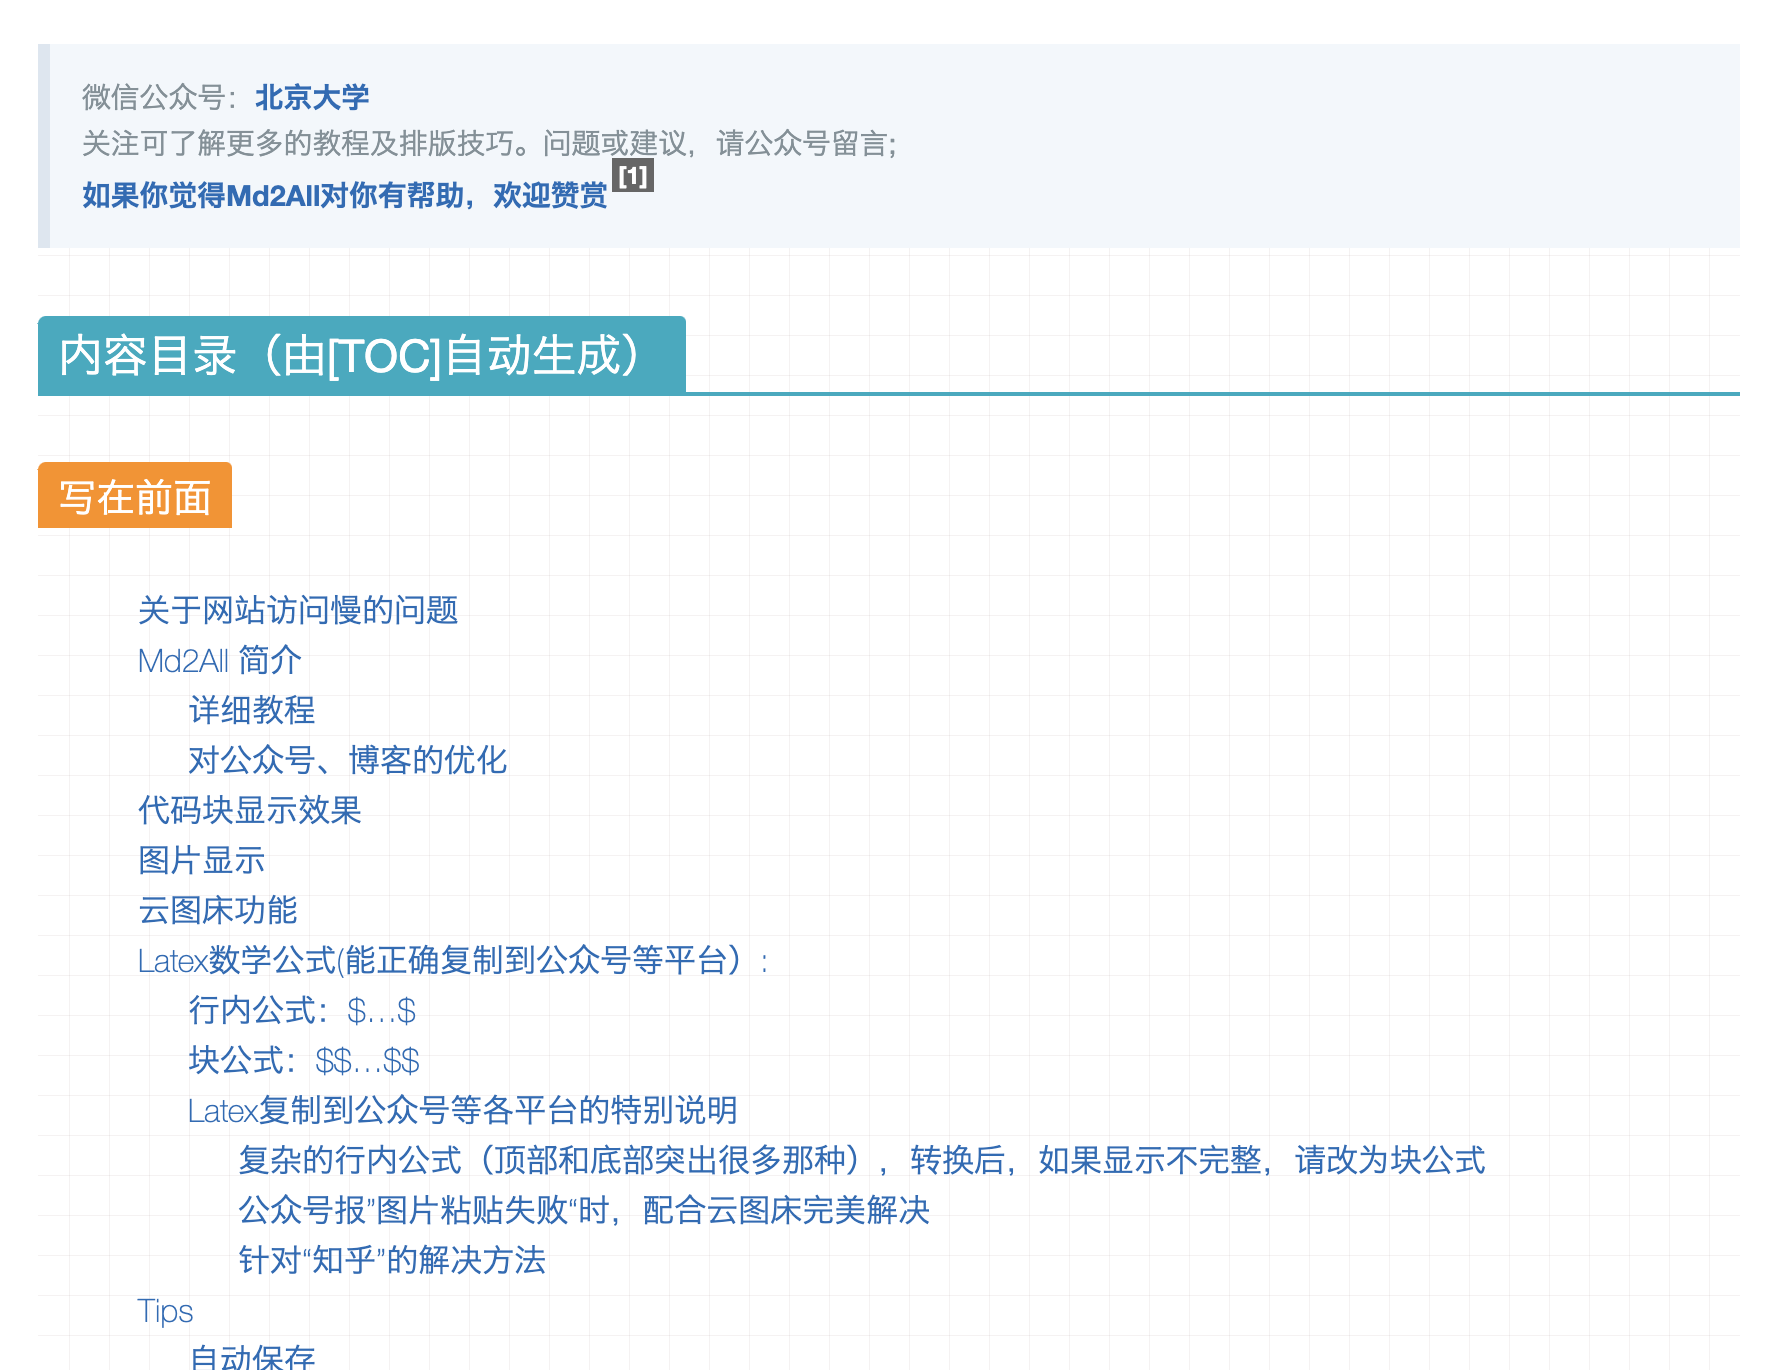 微信公众号：北京大学
关注可了解更多的教程及排版技巧。问题或建议，请公众号留言;
如果你觉得Md2All对你有帮助，欢迎赞赏[1]
内容目录（由[TOC]自动生成）
写在前面
关于网站访问慢的问题
Md2All 简介
详细教程
对公众号、博客的优化
代码块显示效果
图片显示
云图床功能
Latex数学公式(能正确复制到公众号等平台）:
行内公式：$…$
块公式：$$…$$
Latex复制到公众号等各平台的特别说明
复杂的行内公式（顶部和底部突出很多那种），转换后，如果显示不完整，请改为块公式
公众号报”图片粘贴失败“时，配合云图床完美解决
针对“知乎”的解决方法
Tips
自动保存